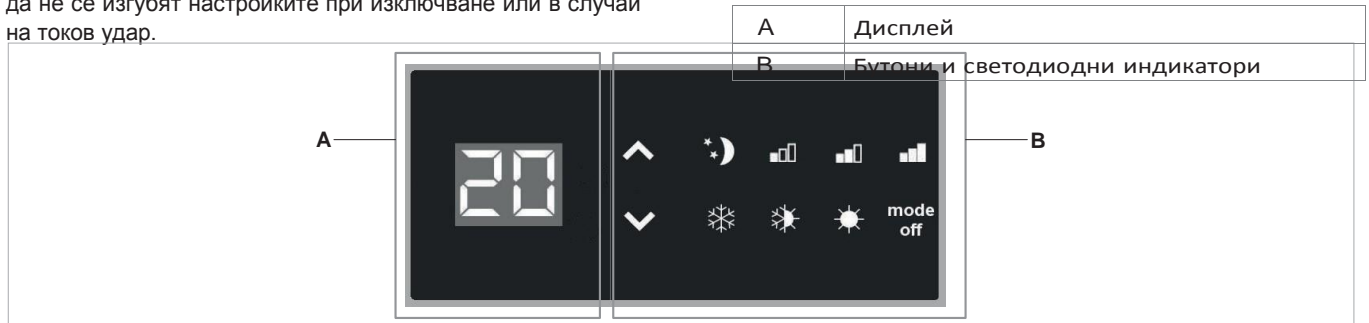 да не се изгубят настройките при изключване или в случай
на токов удар.
A Дисплей
B Бутони и светодиодни индикатори
A
20
mode
off
B